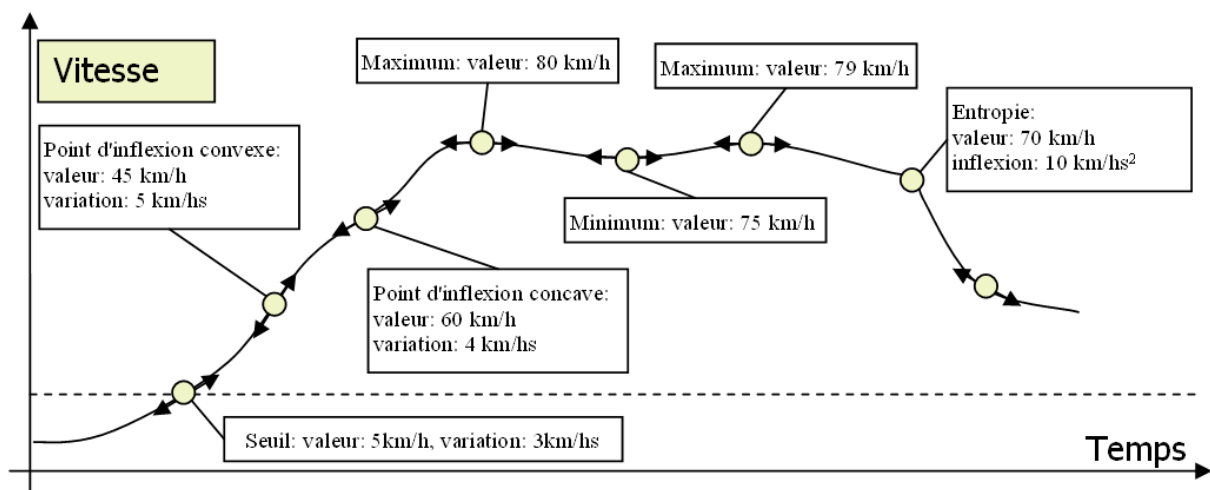 Vitesse
Maximum: valeur: 80 km/h
Maximum: valeur: 79 km/h
Entropie:
valeur: 70 km/h
inflexion: 10 km/hs²
Point d'inflexion convexe:
valeur: 45 km/h
variation: 5 km/hs
Minimum: valeur: 75 km/h
Point d'inflexion concave:
valeur: 60 km/h
variation: 4 km/hs
Seuil: valeur: 5km/h, variation: 3km/hs
Temps